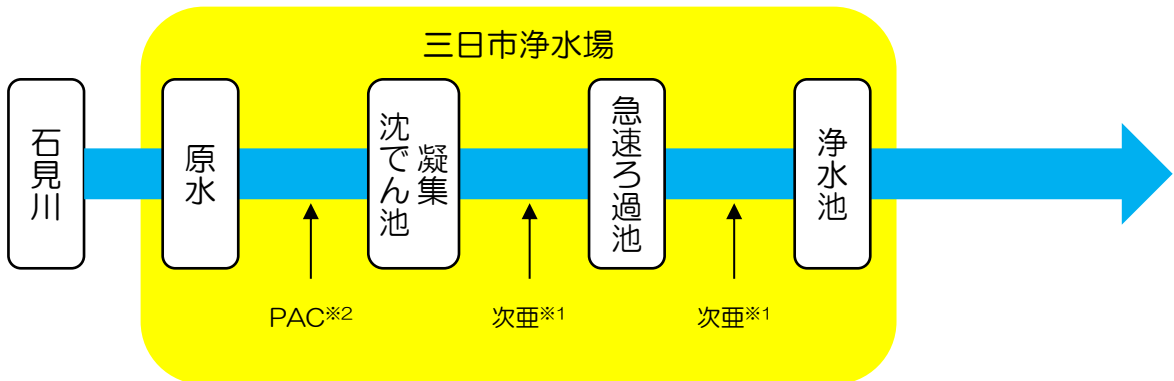 三日市浄水場
石見川
原水
凝集
沈でん池
急速ろ過池
浄水池
PAC※2
次亜※1
次亜※1